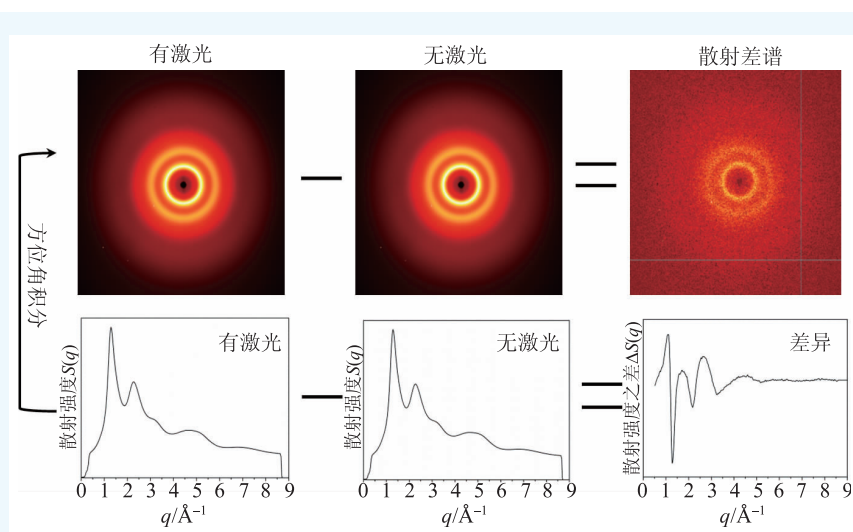 有激光
无激光
散射差谱
方位角积分
散射强度S(q)
有激光
0 1 2 3 4 5 6 7 8 9
q/Å⁻¹
散射强度S(q)
无激光
0 1 2 3 4 5 6 7 8 9
q/Å⁻¹
散射强度之差ΔS(q)
差异
0 1 2 3 4 5 6 7 8 9
q/Å⁻¹